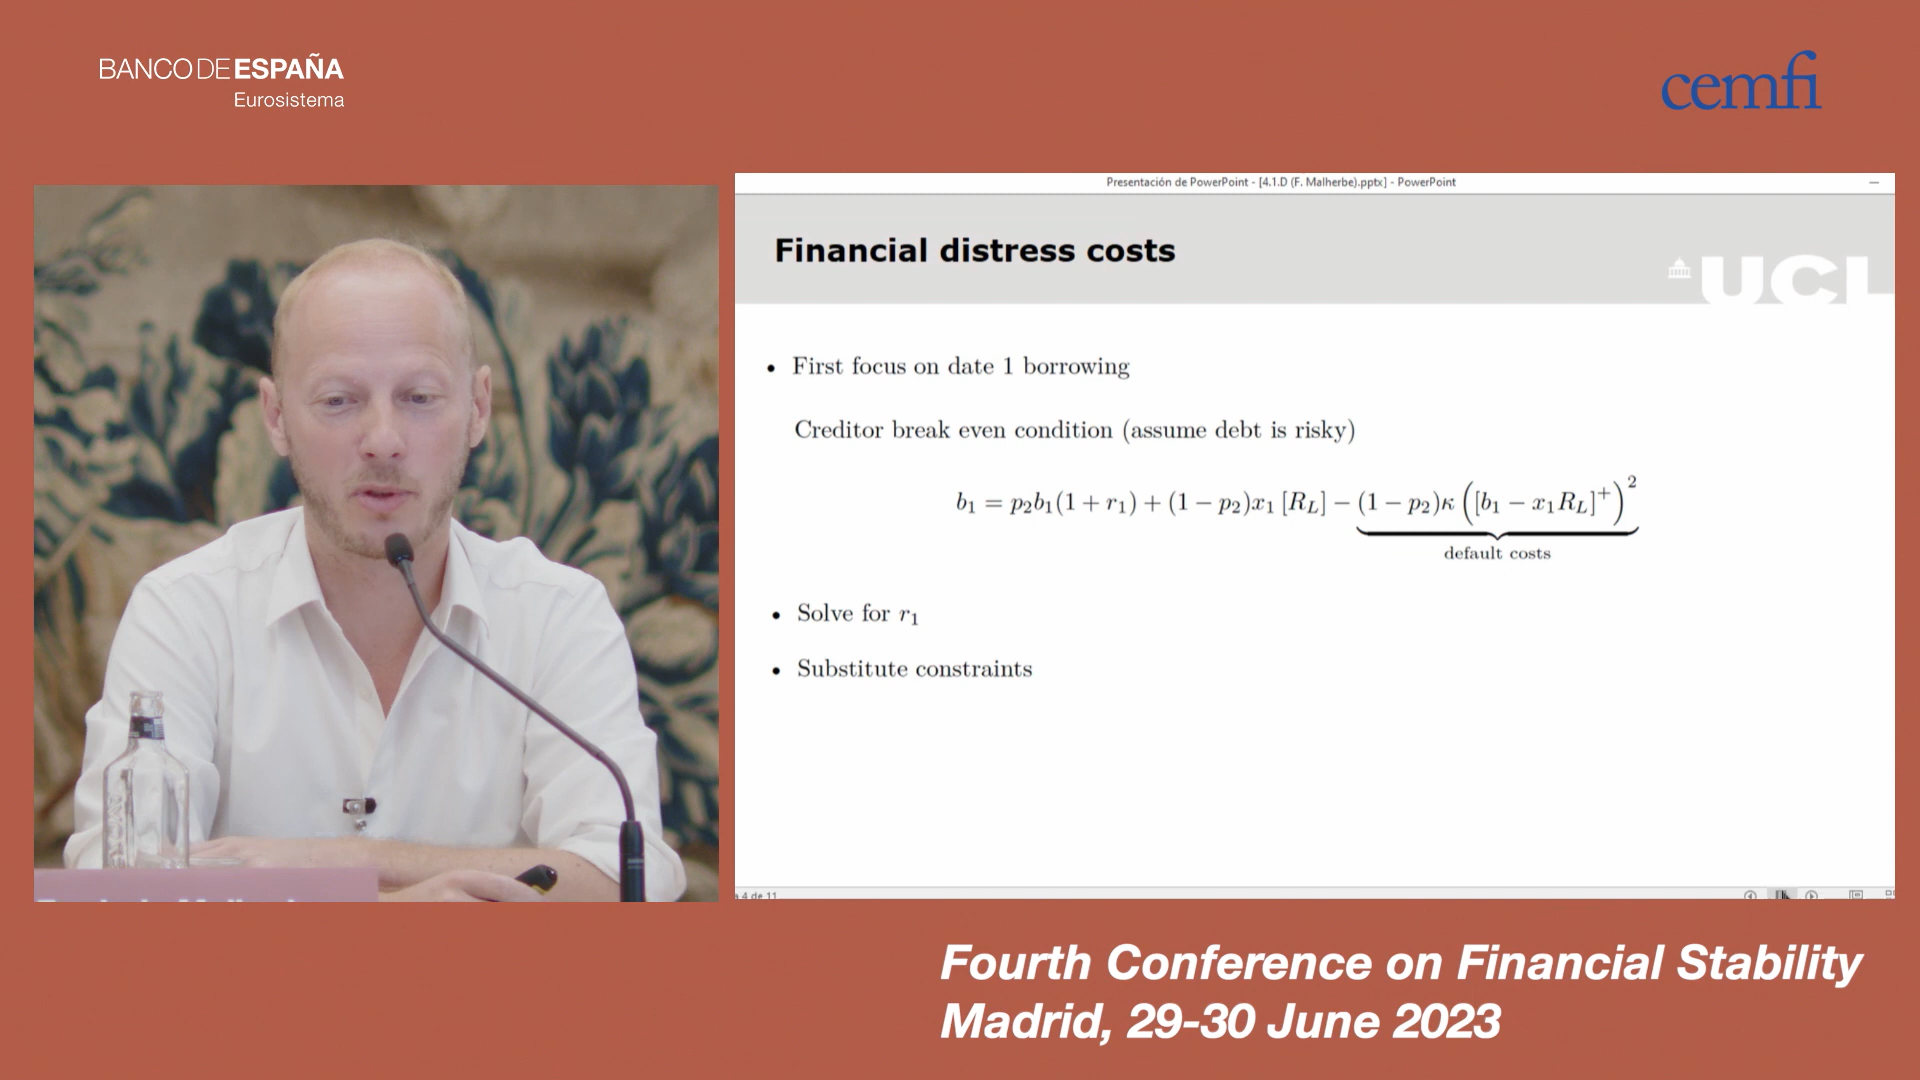 BANCO DE ESPAÑA
Eurosistema
cemfi
Presentación de PowerPoint - [4.1.D (F. Malherbe).pptx] - PowerPoint
Financial distress costs
UCL
• First focus on date 1 borrowing
Creditor break even condition (assume debt is risky)
b₁ = p₂b₁(1 + r₁) + (1 − p₂)x₁ [R_L] − (1 − p₂)κ ([b₁ − x₁R_L]⁺)²
default costs
• Solve for r₁
• Substitute constraints
4 de 11
Fourth Conference on Financial Stability
Madrid, 29-30 June 2023